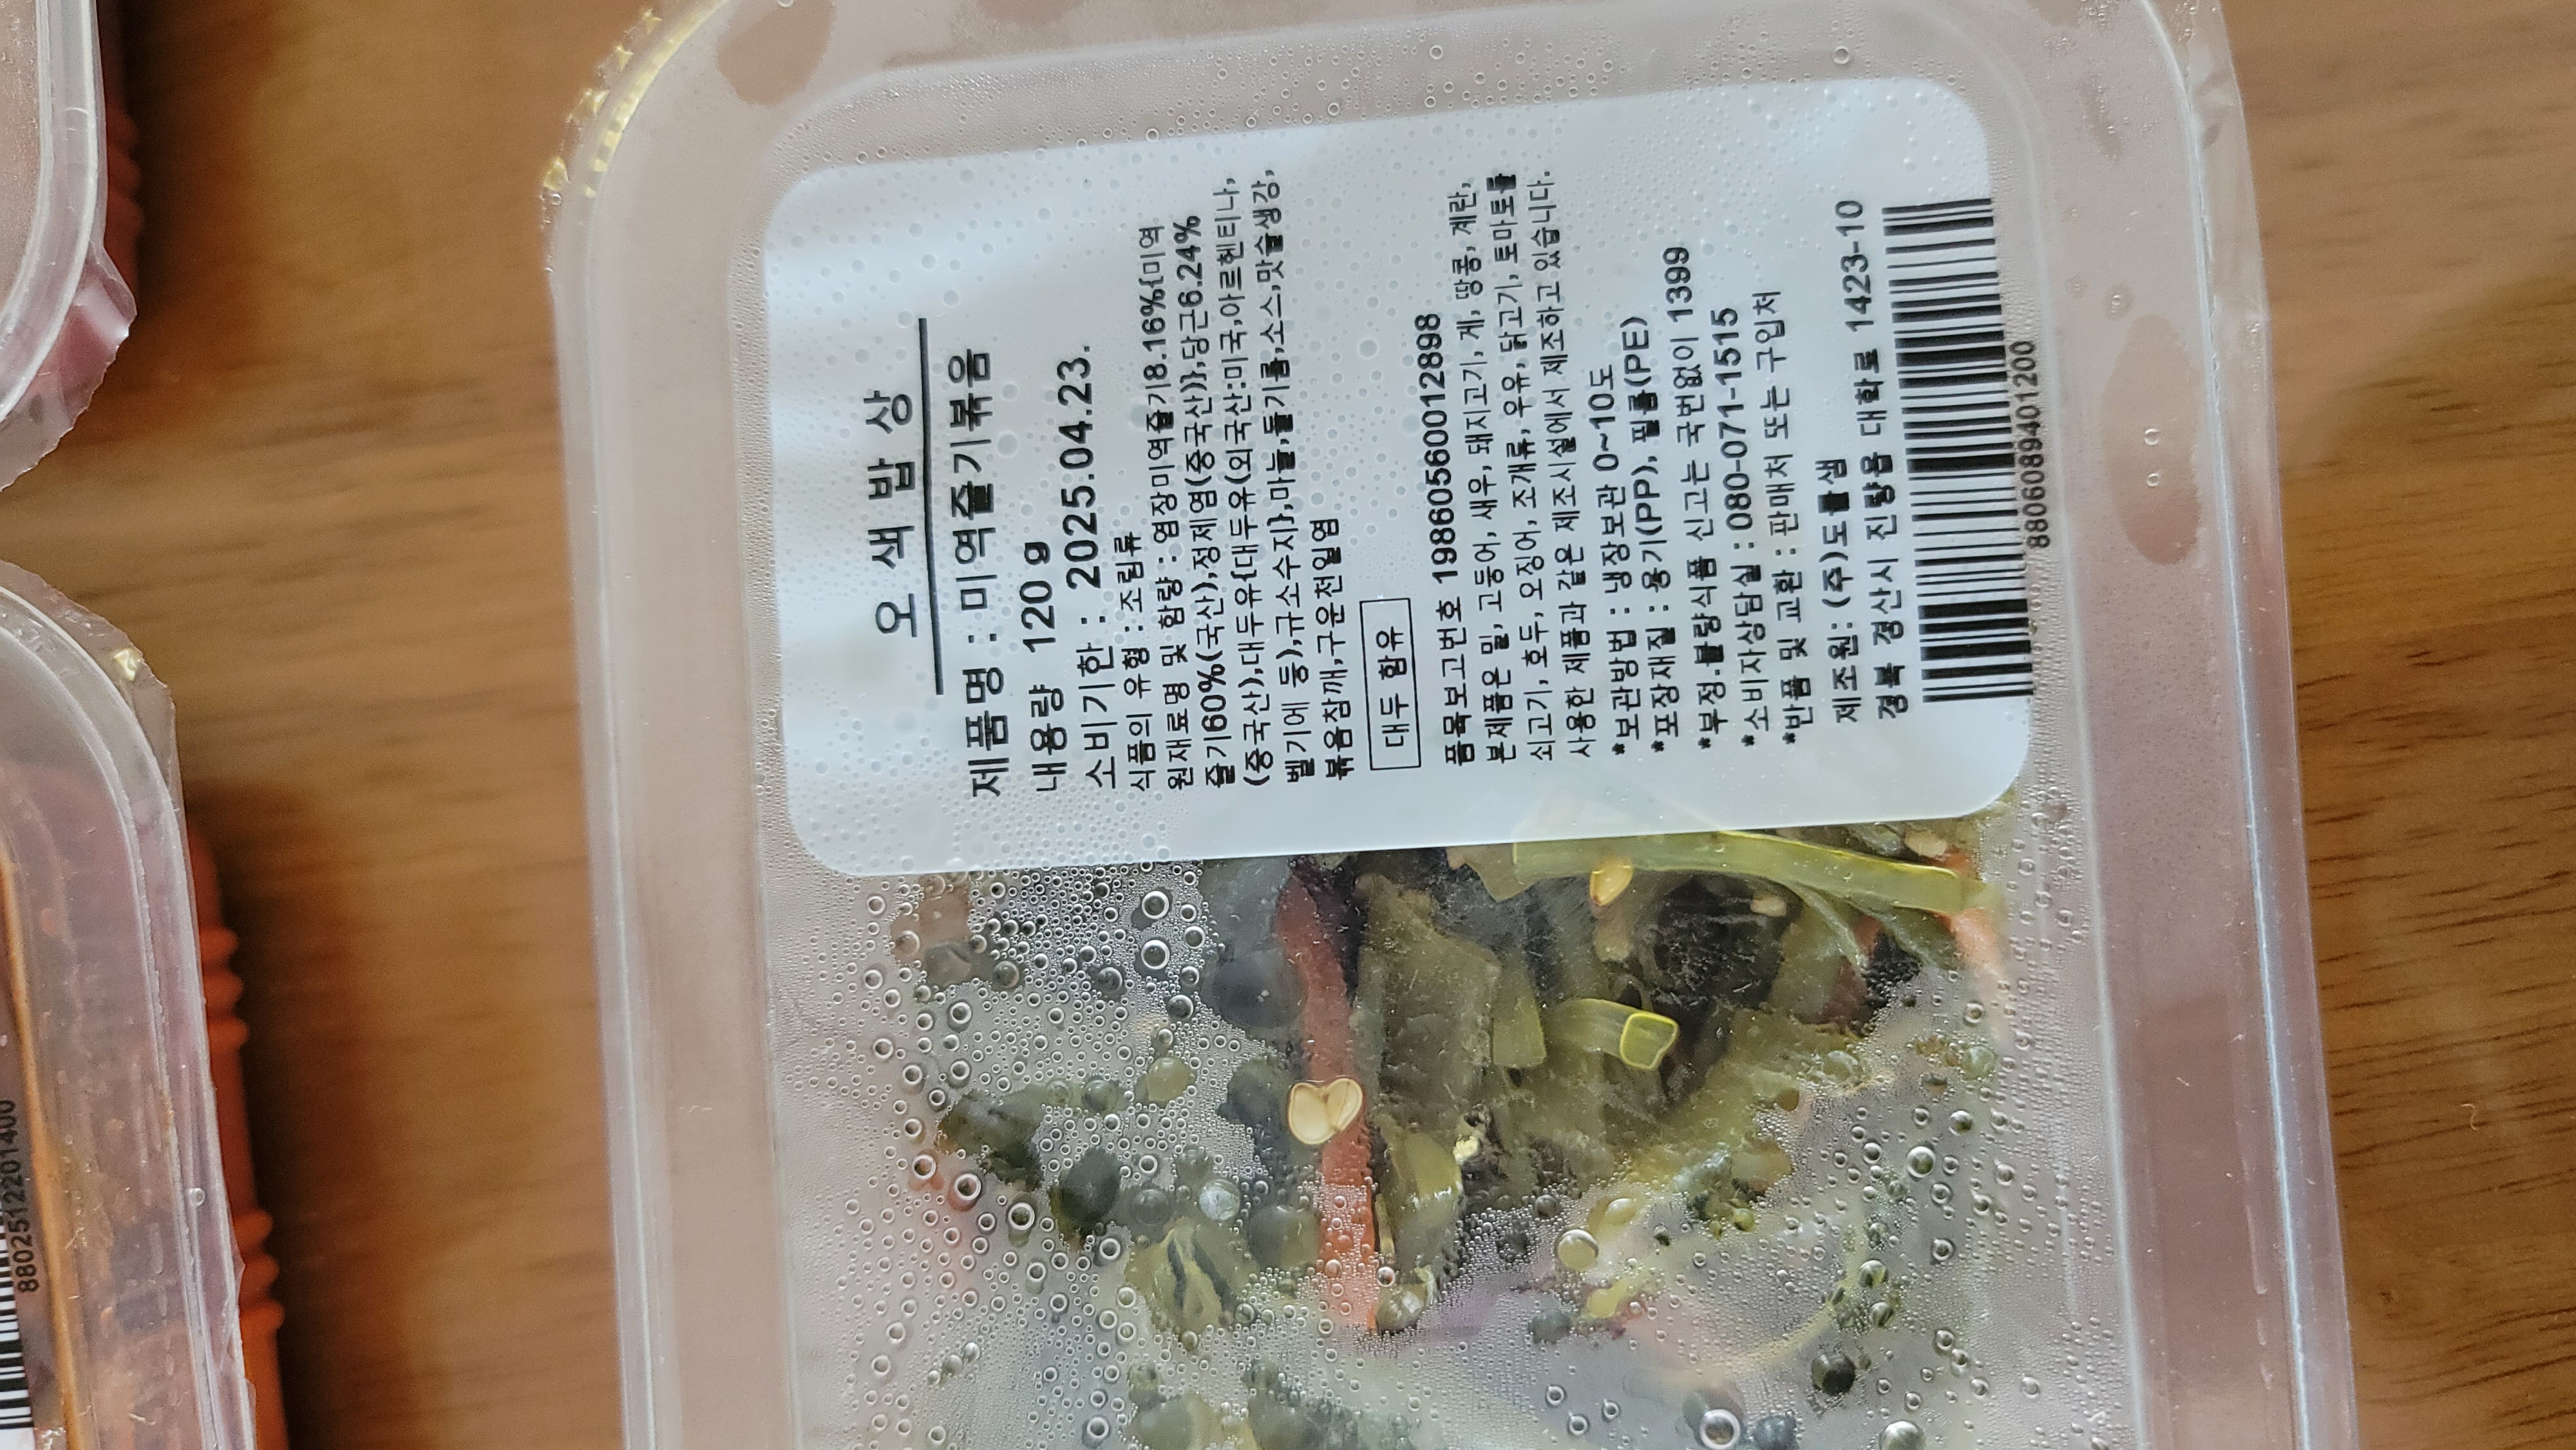 오색밥상
제품명 : 미역줄기볶음
내용량 120 g
소비기한 : 2025.04.23.
식품의 유형 : 조림류
원재료명 및 함량 : 염장미역줄기8.16%{미역
줄기60%(국산),정제염(중국산)},당근6.24%
(중국산),대두유{대두유(외국산:미국,아르헨티나,
벨기에 등),규소수지},마늘,들기름,소스,맛술생강,
볶음참깨,구운천일염
대두 함유
품목보고번호 19860560012898
본제품은 밀, 고등어, 새우, 돼지고기, 게, 땅콩, 계란,
쇠고기, 호두, 오징어, 조개류, 우유, 닭고기, 토마토를
사용한 제품과 같은 제조시설에서 제조하고 있습니다.
*보관방법 : 냉장보관 0~10도
*포장재질 : 용기(PP), 필름(PE)
*부정.불량식품 신고는 국번없이 1399
*소비자상담실 : 080-071-1515
*반품 및 교환 : 판매처 또는 구입처
제조원: (주)도들샘
경북 경산시 진량읍 대화로 1423-10
8806089401200
8802512201400